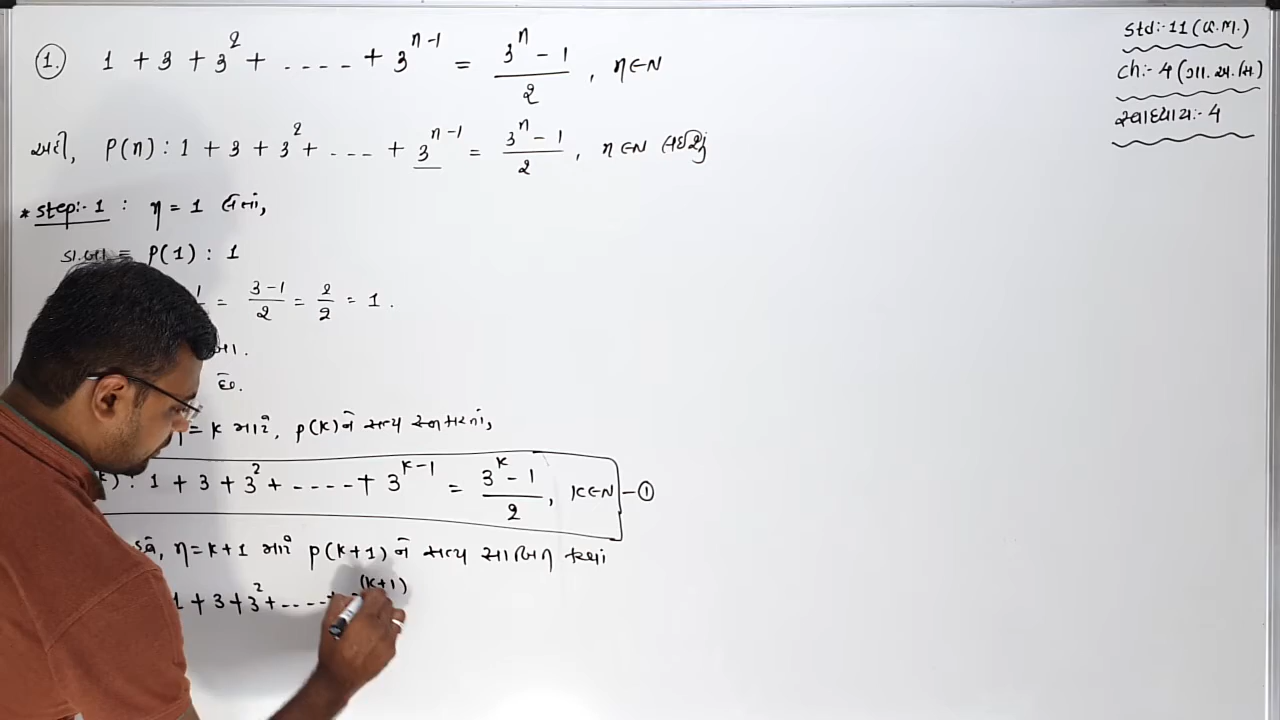 1. 1 + 3 + 3² + .... + 3ⁿ⁻¹ = (3ⁿ - 1)/2, n∈N
અહીં, P(n) : 1 + 3 + 3² + .... + 3ⁿ⁻¹ = (3ⁿ - 1)/2, n∈N લઈશું
* Step:- 1 : n = 1 લેતાં,
ડા.બા = P(1) : 1
= (3-1)/2 = 2/2 = 1.
બા.
છે.
= k માટે, P(k) ને સત્ય
: 1 + 3 + 3² + ---- + 3ᵏ⁻¹ = (3ᵏ - 1)/2, k∈N —①
હવે, n = k+1 માટે P(k+1) ને સત્ય સાબિત કરવા
1 + 3 + 3² + .... + (k+1)
Std:- 11 (G.M.)
Ch:- 4 (ગા.અ.સિ.)
સ્વાધ્યાય:- 4